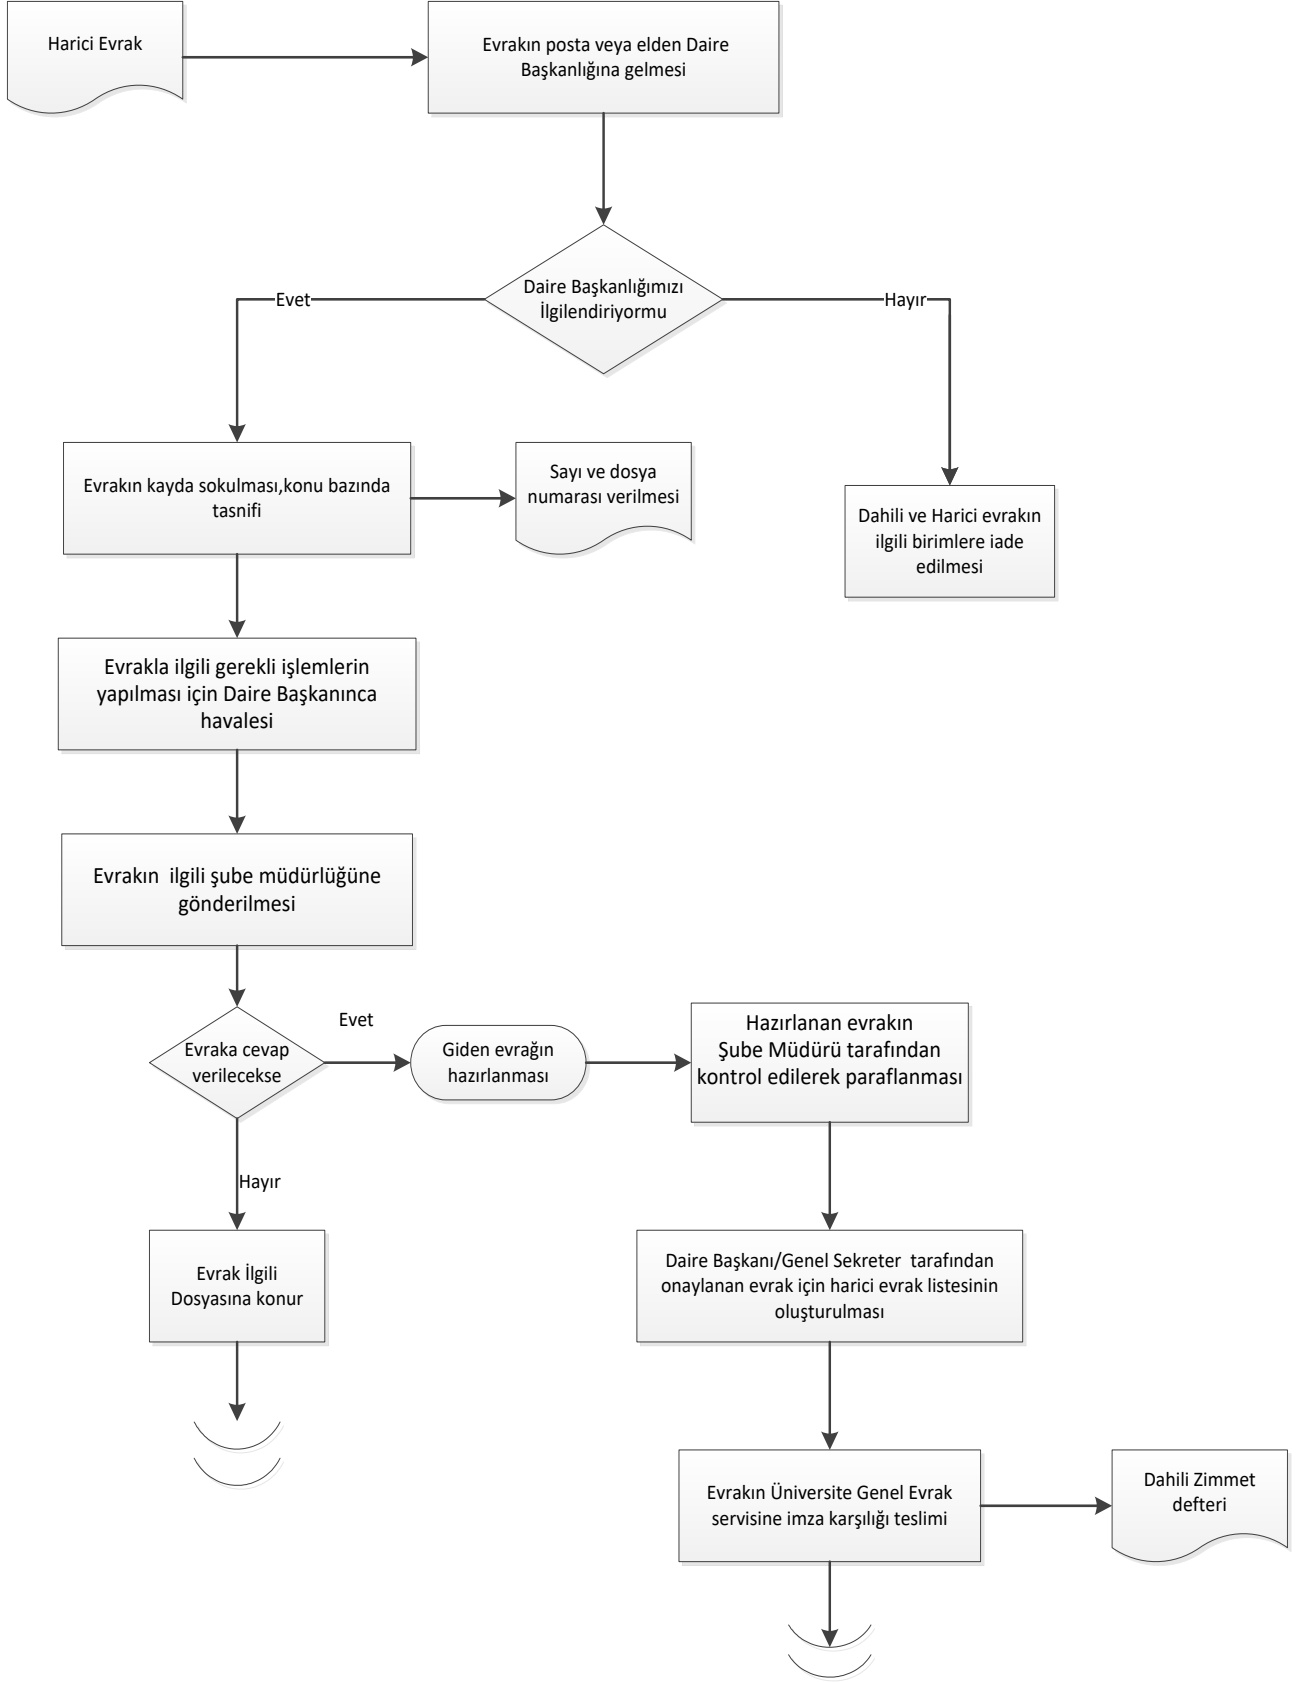 Harici Evrak
Evrakın posta veya elden Daire
Başkanlığına gelmesi
Daire Başkanlığımızı
İlgilendiriyormu
Evet
Hayır
Evrakın kayda sokulması,konu bazında
tasnifi
Sayı ve dosya
numarası verilmesi
Dahili ve Harici evrakın
ilgili birimlere iade
edilmesi
Evrakla ilgili gerekli işlemlerin
yapılması için Daire Başkanınca
havalesi
Evrakın ilgili şube müdürlüğüne
gönderilmesi
Evraka cevap
verilecekse
Evet
Giden evrağın
hazırlanması
Hazırlanan evrakın
Şube Müdürü tarafından
kontrol edilerek paraflanması
Hayır
Evrak İlgili
Dosyasına konur
Daire Başkanı/Genel Sekreter tarafından
onaylanan evrak için harici evrak listesinin
oluşturulması
Evrakın Üniversite Genel Evrak
servisine imza karşılığı teslimi
Dahili Zimmet
defteri